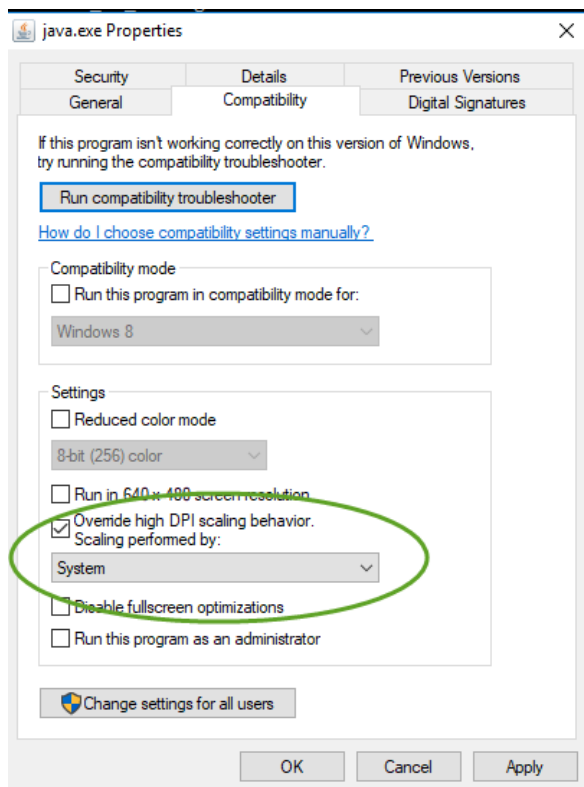 java.exe Properties
Security Details Previous Versions
General Compatibility Digital Signatures
If this program isn't working correctly on this version of Windows,
try running the compatibility troubleshooter.
Run compatibility troubleshooter
How do I choose compatibility settings manually?
Compatibility mode
Run this program in compatibility mode for:
Windows 8
Settings
Reduced color mode
8-bit (256) color
Run in 640 x 480 screen resolution
Override high DPI scaling behavior.
Scaling performed by:
System
Disable fullscreen optimizations
Run this program as an administrator
Change settings for all users
OK Cancel Apply